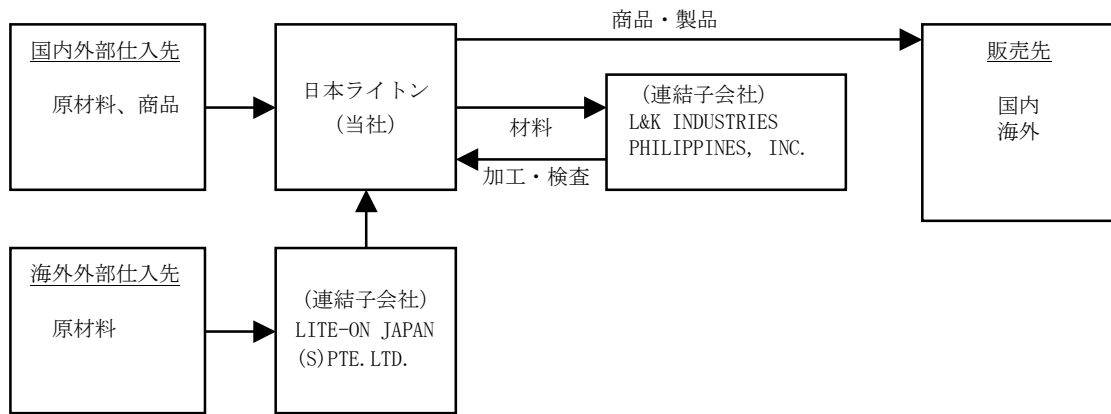 商品・製品
国内外部仕入先
原材料、商品
日本ライトン
(当社)
材料
加工・検査
(連結子会社)
L&K INDUSTRIES
PHILIPPINES, INC.
販売先
国内
海外
海外外部仕入先
原材料
(連結子会社)
LITE-ON JAPAN
(S)PTE.LTD.